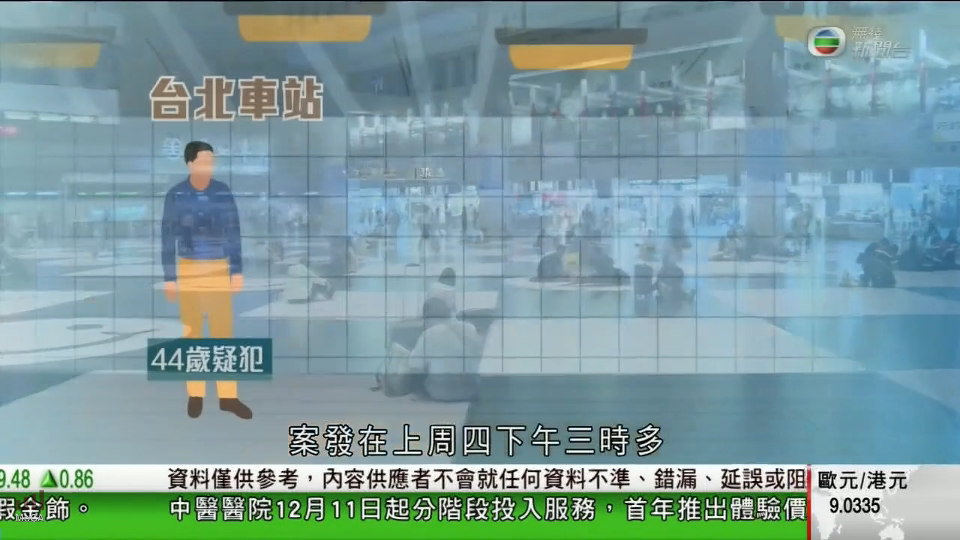 無綫
新聞台
台北車站
44歲疑犯
案發在上周四下午三時多
9.48 ▲0.86
資料僅供參考，內容供應者不會就任何資料不準、錯漏、延誤或阻
歐元/港元
9.0335
假金飾。
中醫醫院12月11日起分階段投入服務，首年推出體驗價